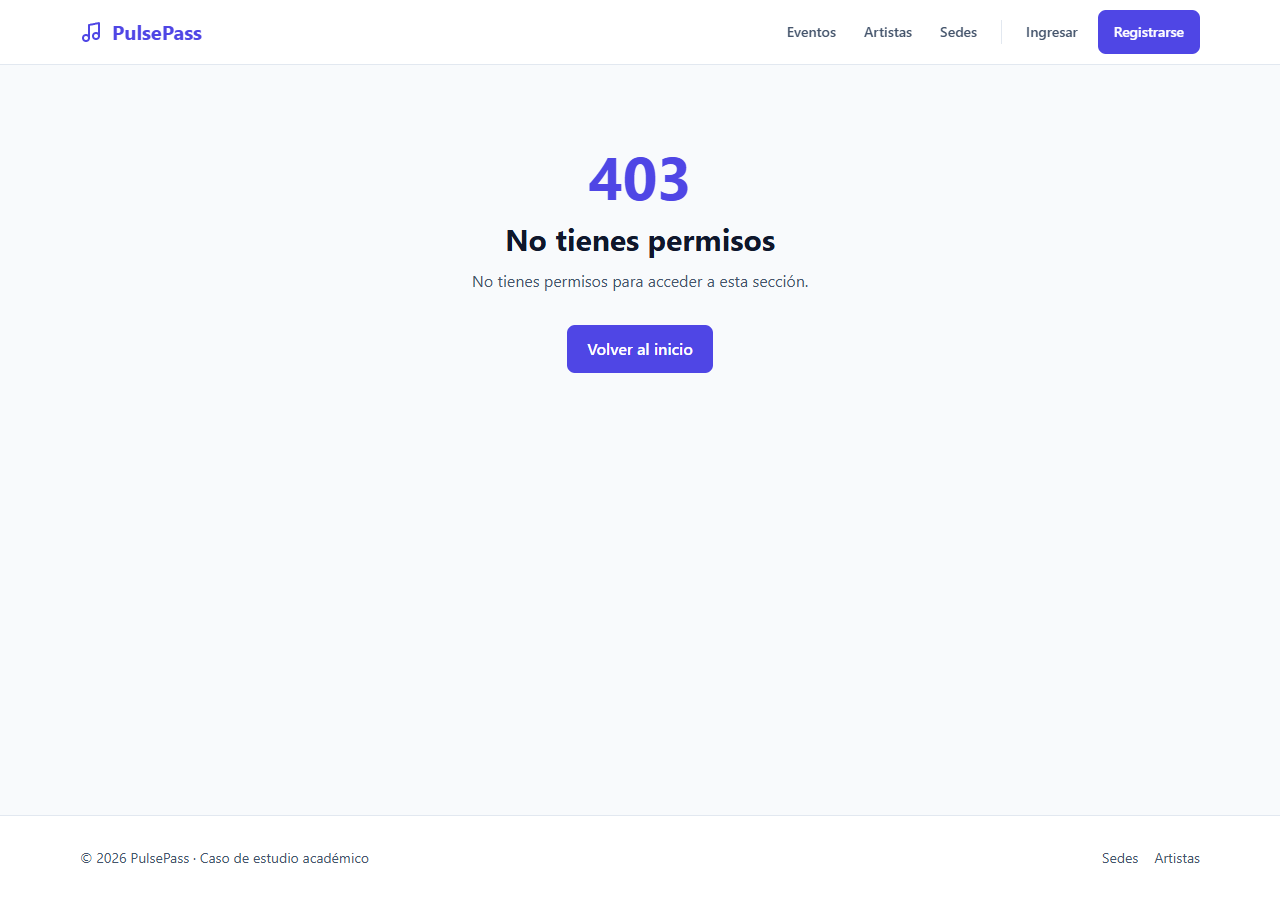 PulsePass
Eventos Artistas Sedes Ingresar Registrarse
403
No tienes permisos
No tienes permisos para acceder a esta sección.
Volver al inicio
© 2026 PulsePass · Caso de estudio académico
Sedes Artistas